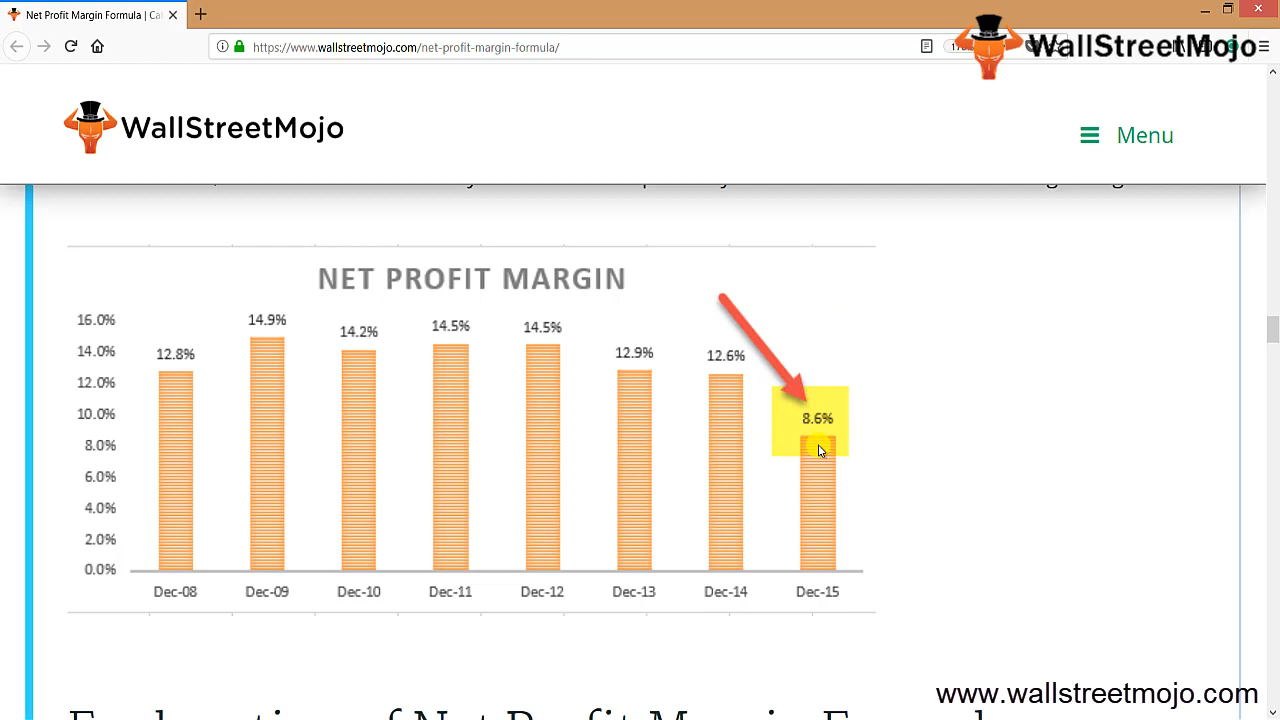 Net Profit Margin Formula | Ca
https://www.wallstreetmojo.com/net-profit-margin-formula/
WallStreetMojo
WallStreetMojo
Menu
NET PROFIT MARGIN
16.0%
14.0%
12.0%
10.0%
8.0%
6.0%
4.0%
2.0%
0.0%
12.8%
14.9%
14.2%
14.5%
14.5%
12.9%
12.6%
8.6%
Dec-08 Dec-09 Dec-10 Dec-11 Dec-12 Dec-13 Dec-14 Dec-15
www.wallstreetmojo.com